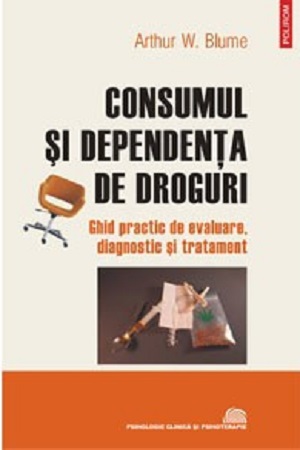 Arthur W. Blume
POLIROM
CONSUMUL
ȘI DEPENDENȚA
DE DROGURI
Ghid practic de evaluare,
diagnostic și tratament
PSIHOLOGIE CLINICĂ ȘI PSIHOTERAPIE